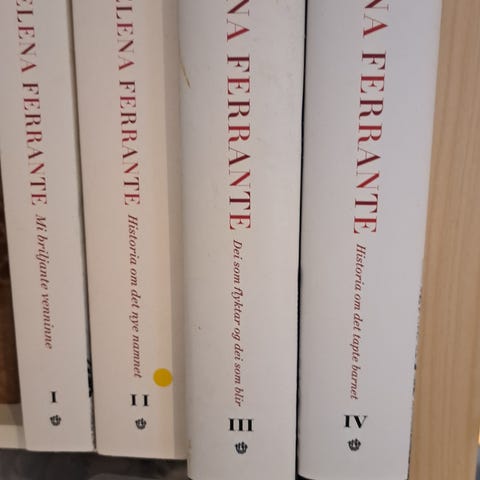 ELENA FERRANTE Mi briljante venninne I
ELENA FERRANTE Historia om det nye namnet II
NA FERRANTE Dei som flyktar og dei som blir III
NA FERRANTE Historia om det tapte barnet IV